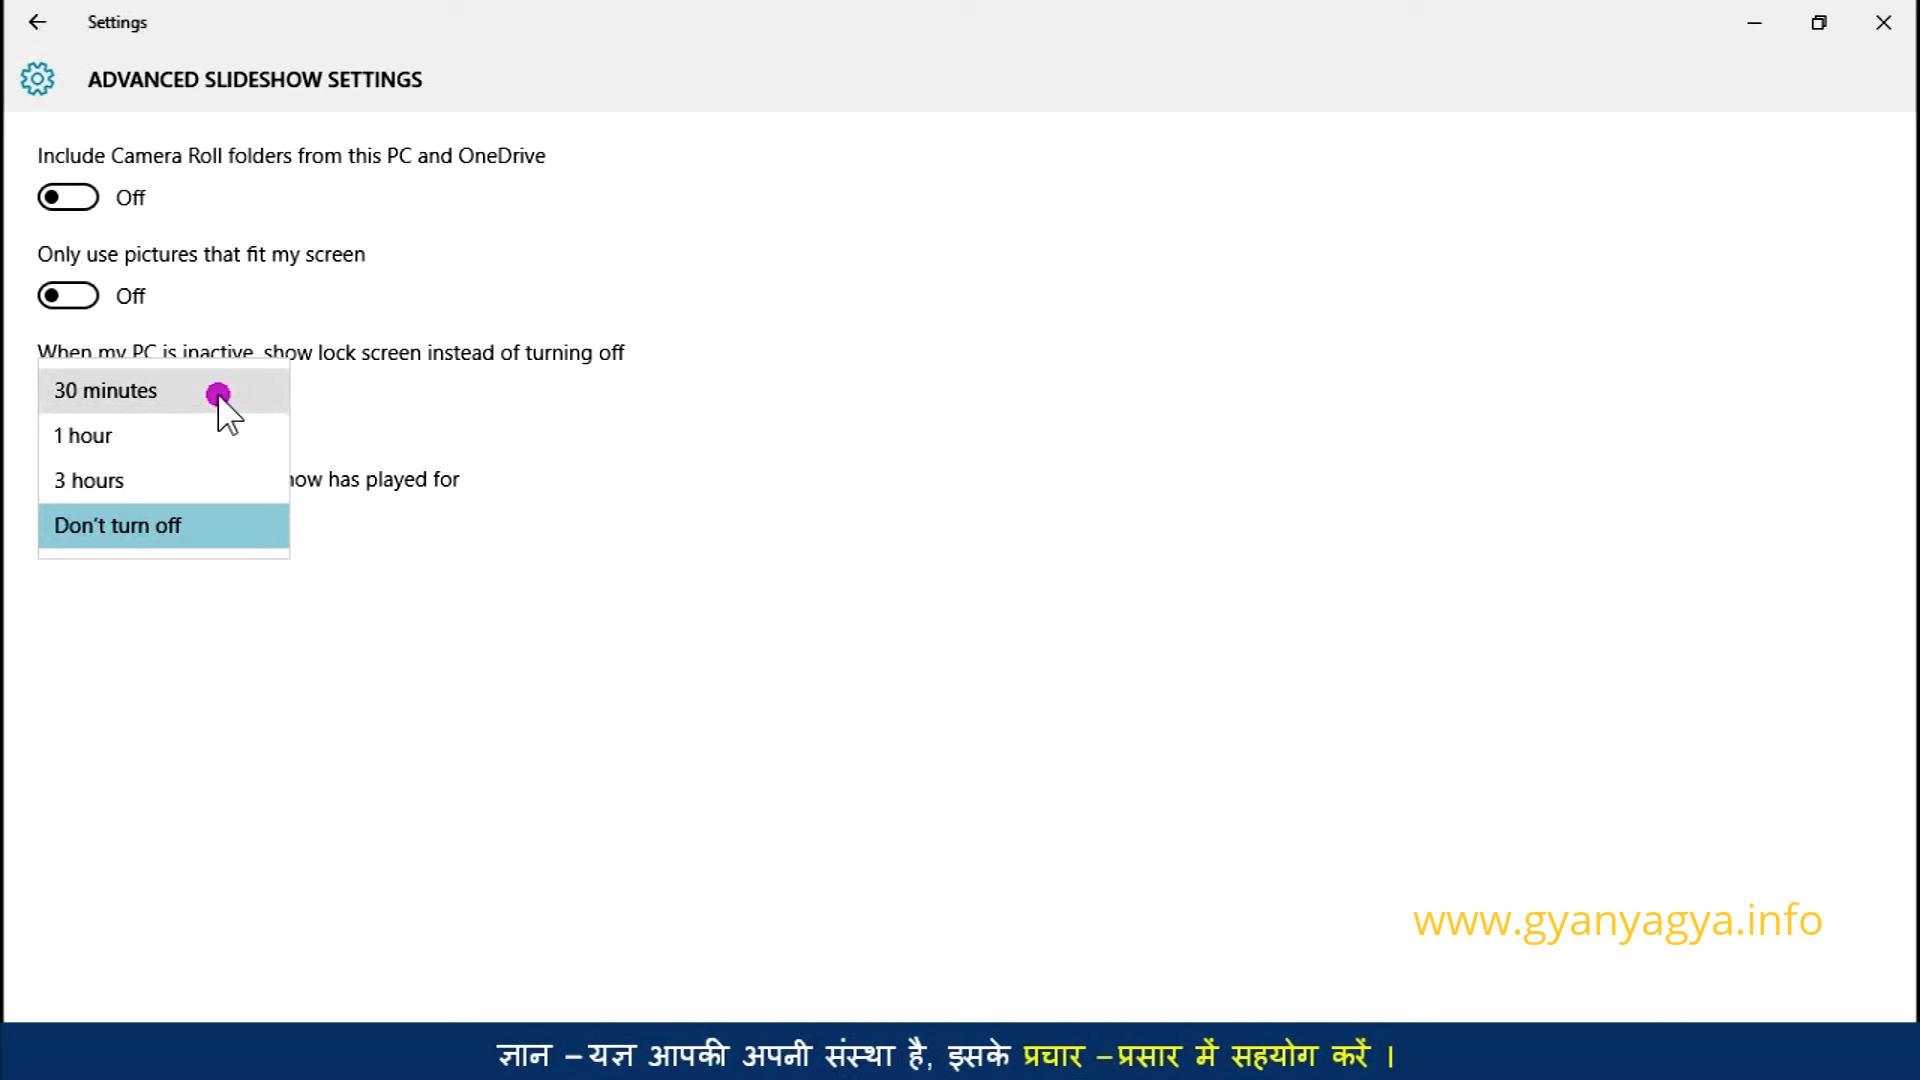 Settings
ADVANCED SLIDESHOW SETTINGS
Include Camera Roll folders from this PC and OneDrive
Off
Only use pictures that fit my screen
Off
When my PC is inactive, show lock screen instead of turning off
30 minutes
1 hour
3 hours
has played for
Don't turn off
www.gyanyagya.info
ज्ञान – यज्ञ आपकी अपनी संस्था है, इसके प्रचार – प्रसार में सहयोग करें ।